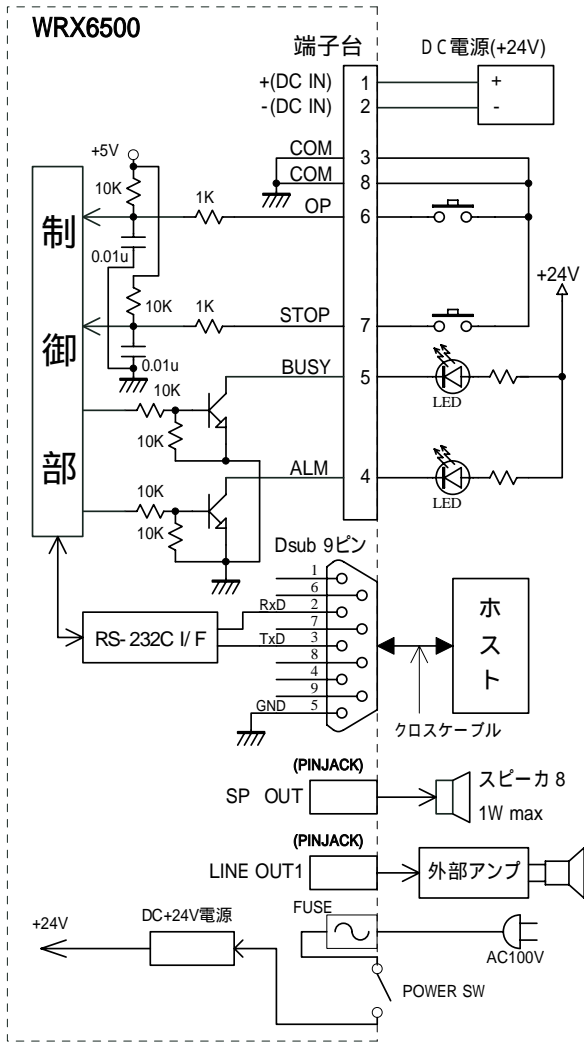 WRX6500
端子台
DC電源(+24V)
+(DC IN) 1 +
-(DC IN) 2 -
COM 3
+5V
COM 8
10K 1K OP 6
制
0.01u
+24V
10K 1K
STOP 7
御
0.01u
BUSY 5
10K
LED
10K
部
ALM 4
10K
LED
10K
Dsub 9ピン
1
6
RxD 2
7
RS-232C I/F TxD 3
8
4
9
GND 5
ホスト
クロスケーブル
(PINJACK)
SP OUT
スピーカ 8
1W max
(PINJACK)
LINE OUT1
外部アンプ
FUSE
+24V
DC+24V電源
AC100V
POWER SW